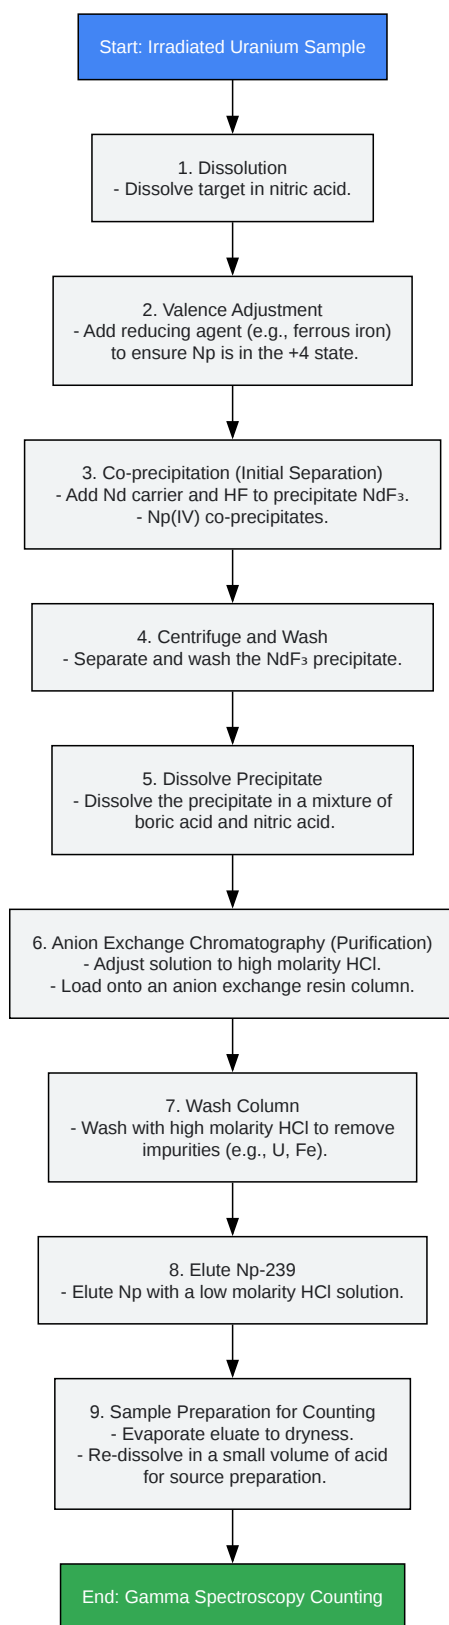 Start: Irradiated Uranium Sample
1. Dissolution
- Dissolve target in nitric acid.
2. Valence Adjustment
- Add reducing agent (e.g., ferrous iron)
to ensure Np is in the +4 state.
3. Co-precipitation (Initial Separation)
- Add Nd carrier and HF to precipitate NdF₃.
- Np(IV) co-precipitates.
4. Centrifuge and Wash
- Separate and wash the NdF₃ precipitate.
5. Dissolve Precipitate
- Dissolve the precipitate in a mixture of
boric acid and nitric acid.
6. Anion Exchange Chromatography (Purification)
- Adjust solution to high molarity HCl.
- Load onto an anion exchange resin column.
7. Wash Column
- Wash with high molarity HCl to remove
impurities (e.g., U, Fe).
8. Elute Np-239
- Elute Np with a low molarity HCl solution.
9. Sample Preparation for Counting
- Evaporate eluate to dryness.
- Re-dissolve in a small volume of acid
for source preparation.
End: Gamma Spectroscopy Counting